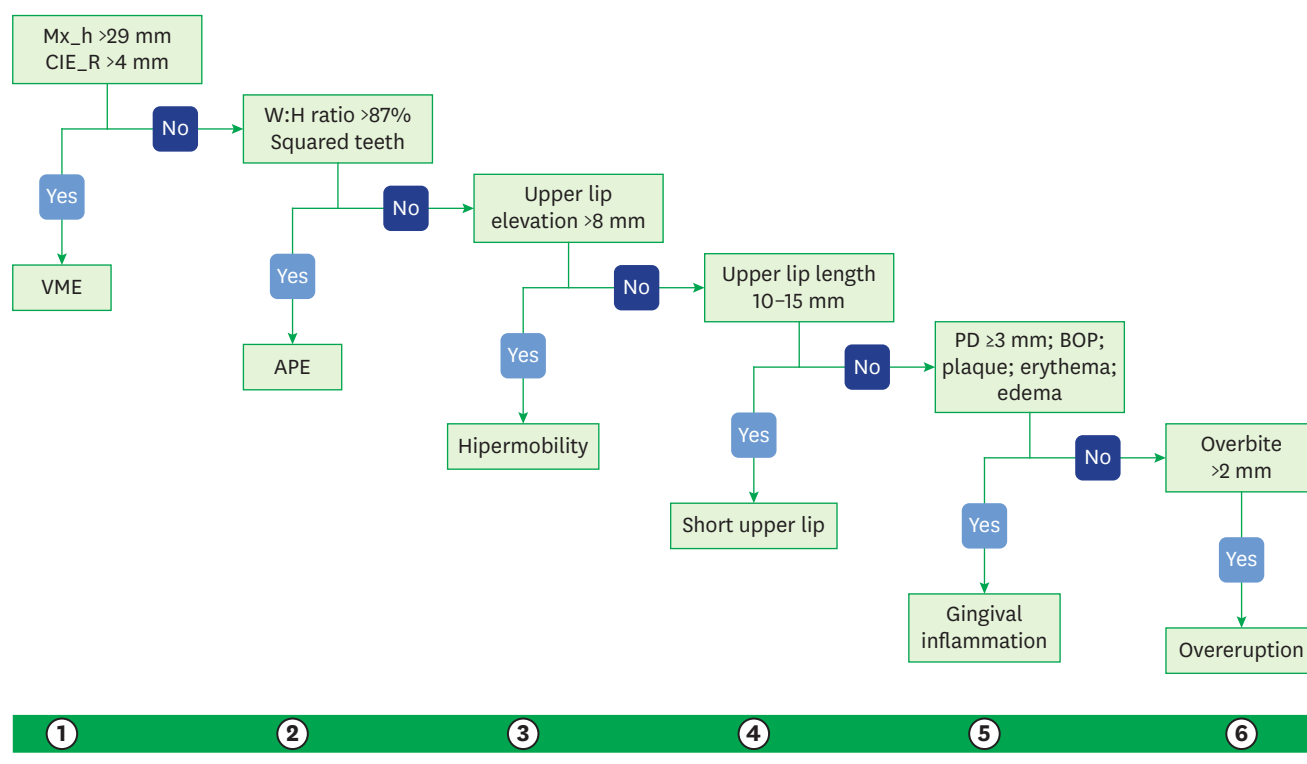 Mx_h >29 mm
CIE_R >4 mm
No
Yes
VME
W:H ratio >87%
Squared teeth
No
Yes
APE
Upper lip
elevation >8 mm
No
Yes
Hipermobility
Upper lip length
10–15 mm
No
Yes
Short upper lip
PD ≥3 mm; BOP;
plaque; erythema;
edema
No
Yes
Gingival
inflammation
Overbite
>2 mm
Yes
Overeruption
1
2
3
4
5
6